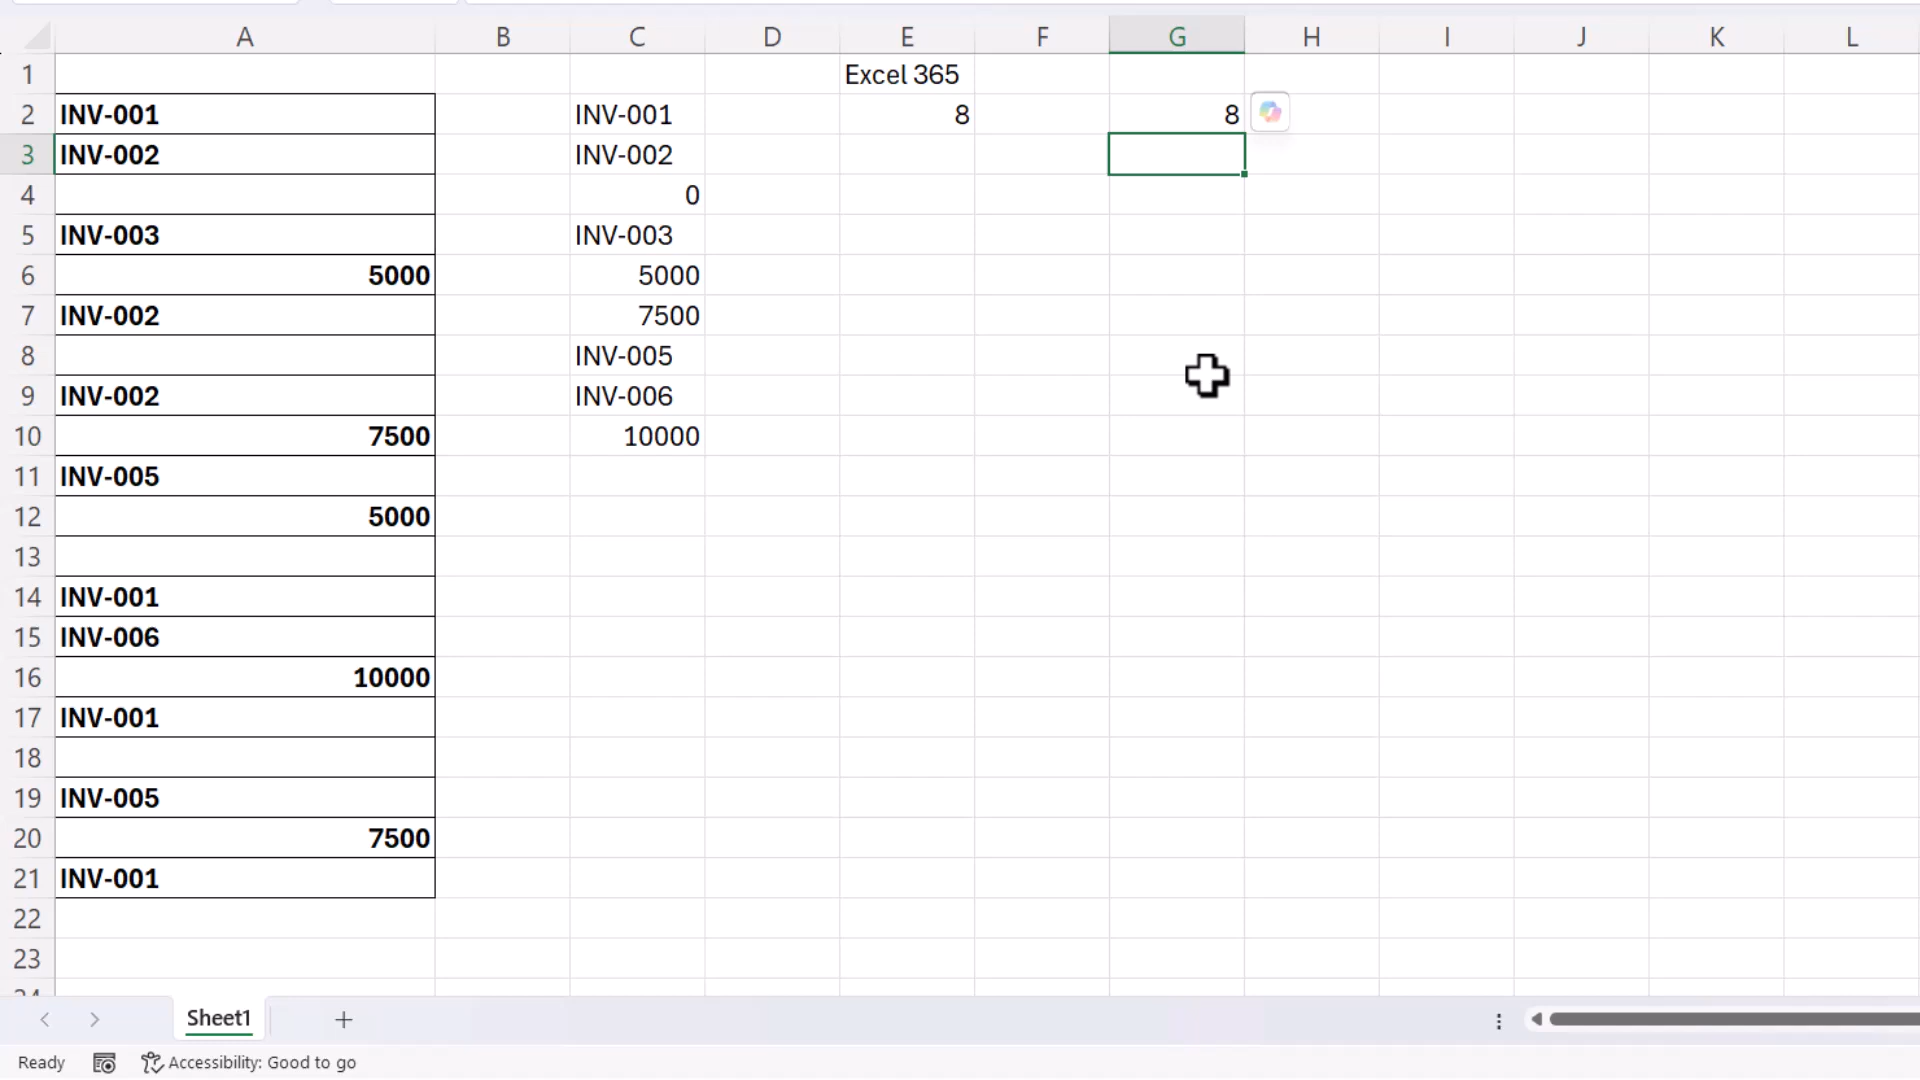 A B C D E F G H I J K L
1 Excel 365
2 INV-001 INV-001 8 8
3 INV-002 INV-002
4 0
5 INV-003 INV-003
6 5000 5000
7 INV-002 7500
8 INV-005
9 INV-002 INV-006
10 7500 10000
11 INV-005
12 5000
13
14 INV-001
15 INV-006
16 10000
17 INV-001
18
19 INV-005
20 7500
21 INV-001
22
23
Sheet1
Ready Accessibility: Good to go